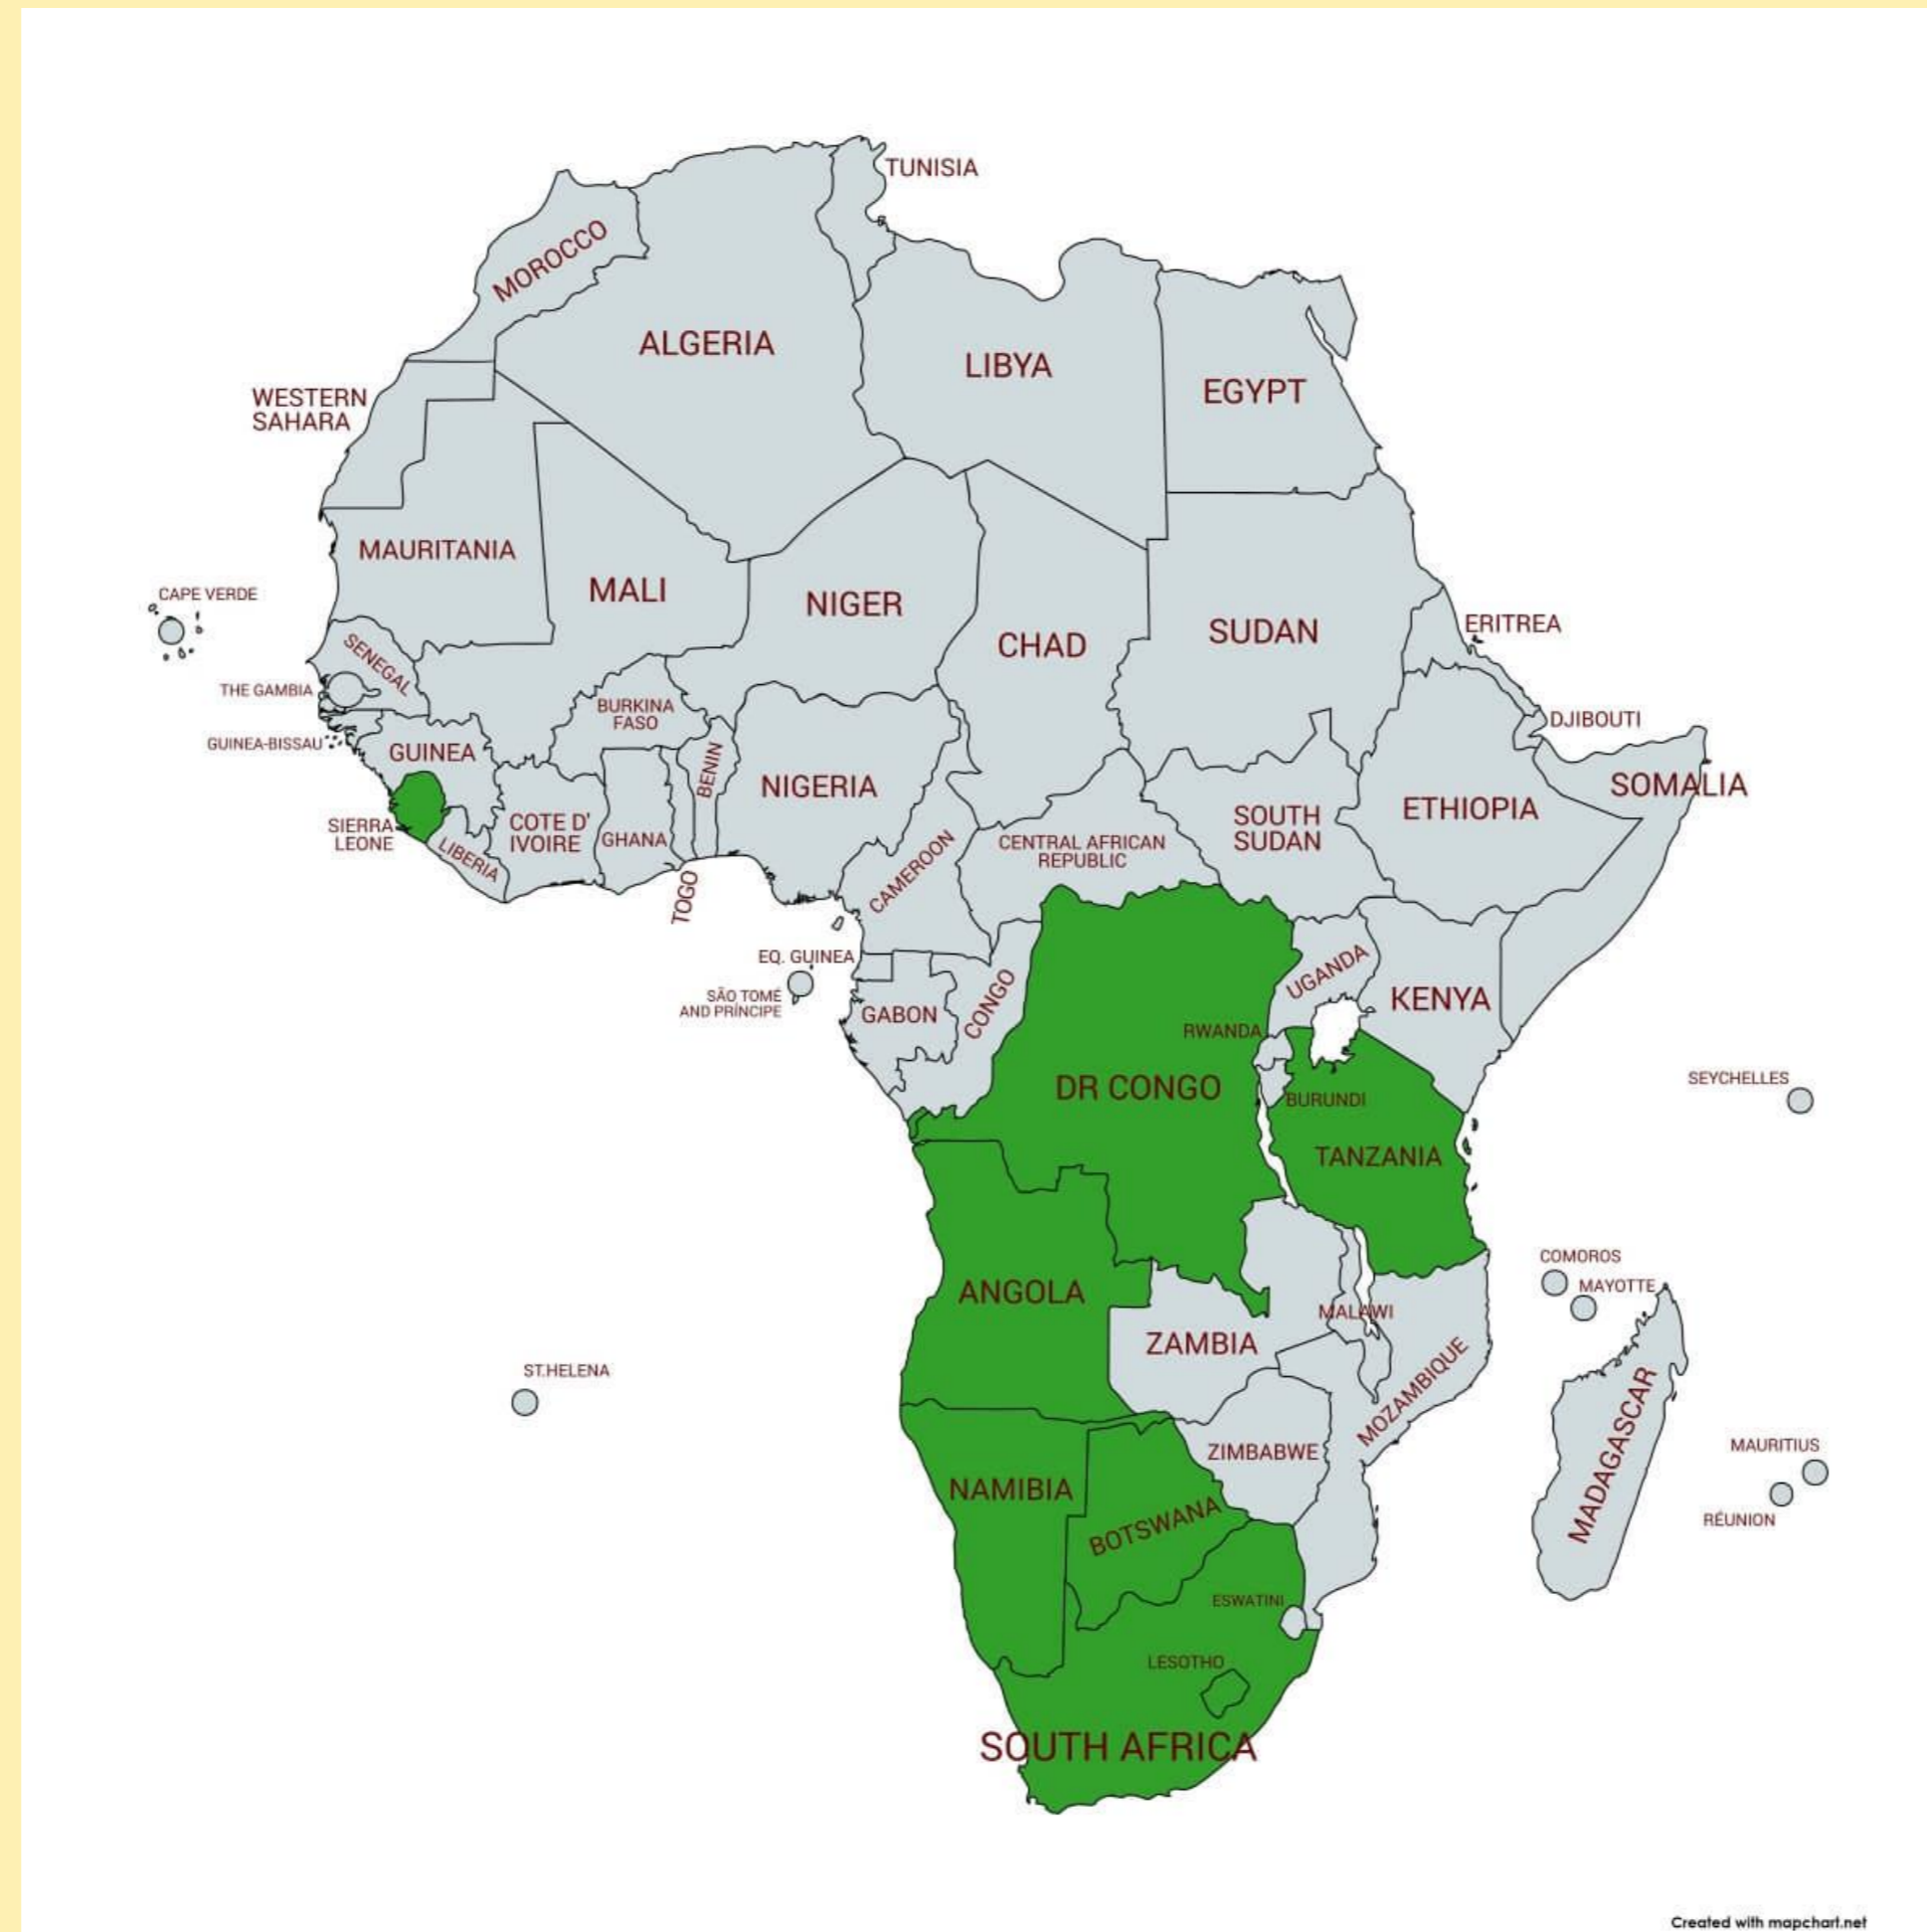 TUNISIA
MOROCCO
ALGERIA
LIBYA
EGYPT
WESTERN
SAHARA
MAURITANIA
MALI
NIGER
CHAD
SUDAN
ERITREA
CAPE VERDE
SENEGAL
THE GAMBIA
BURKINA
FASO
DJIBOUTI
GUINEA-BISSAU
GUINEA
BENIN
NIGERIA
SOMALIA
ETHIOPIA
SOUTH
SUDAN
SIERRA
LEONE
LIBERIA
COTE D'
IVOIRE
GHANA
TOGO
CAMEROON
CENTRAL AFRICAN
REPUBLIC
EQ. GUINEA
SÃO TOMÉ
AND PRÍNCIPE
GABON
CONGO
UGANDA
KENYA
RWANDA
DR CONGO
BURUNDI
SEYCHELLES
TANZANIA
COMOROS
MAYOTTE
ANGOLA
MALAWI
ZAMBIA
MOZAMBIQUE
ST.HELENA
MADAGASCAR
ZIMBABWE
MAURITIUS
NAMIBIA
BOTSWANA
RÉUNION
ESWATINI
LESOTHO
SOUTH AFRICA
Created with mapchart.net